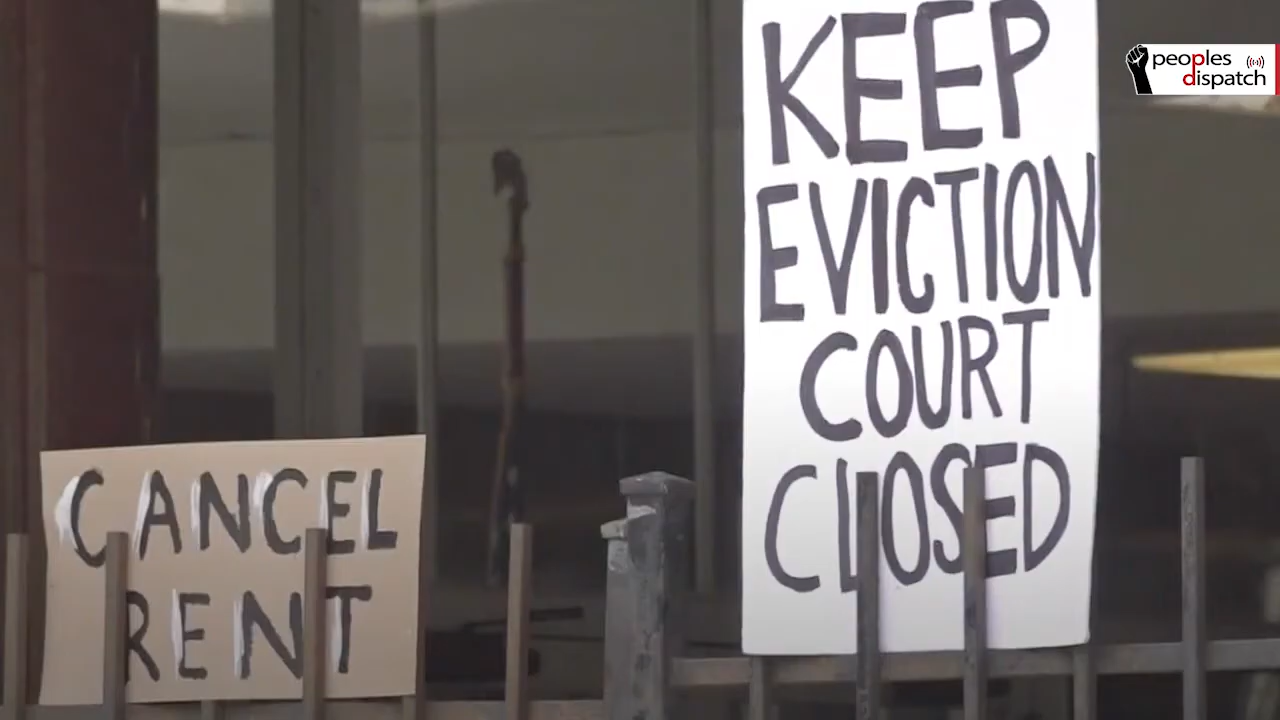 KEEP
EVICTION
COURT
CLOSED
CANCEL
RENT
peoples
dispatch